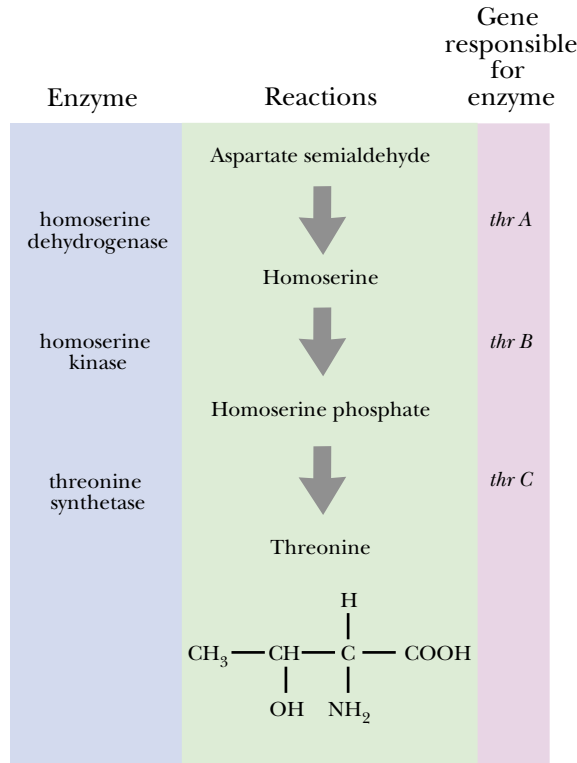 Gene
responsible
for
Enzyme Reactions enzyme
Aspartate semialdehyde
homoserine
dehydrogenase
thr A
Homoserine
homoserine
kinase
thr B
Homoserine phosphate
threonine
synthetase
thr C
Threonine
H
CH₃—CH—C—COOH
OH NH₂